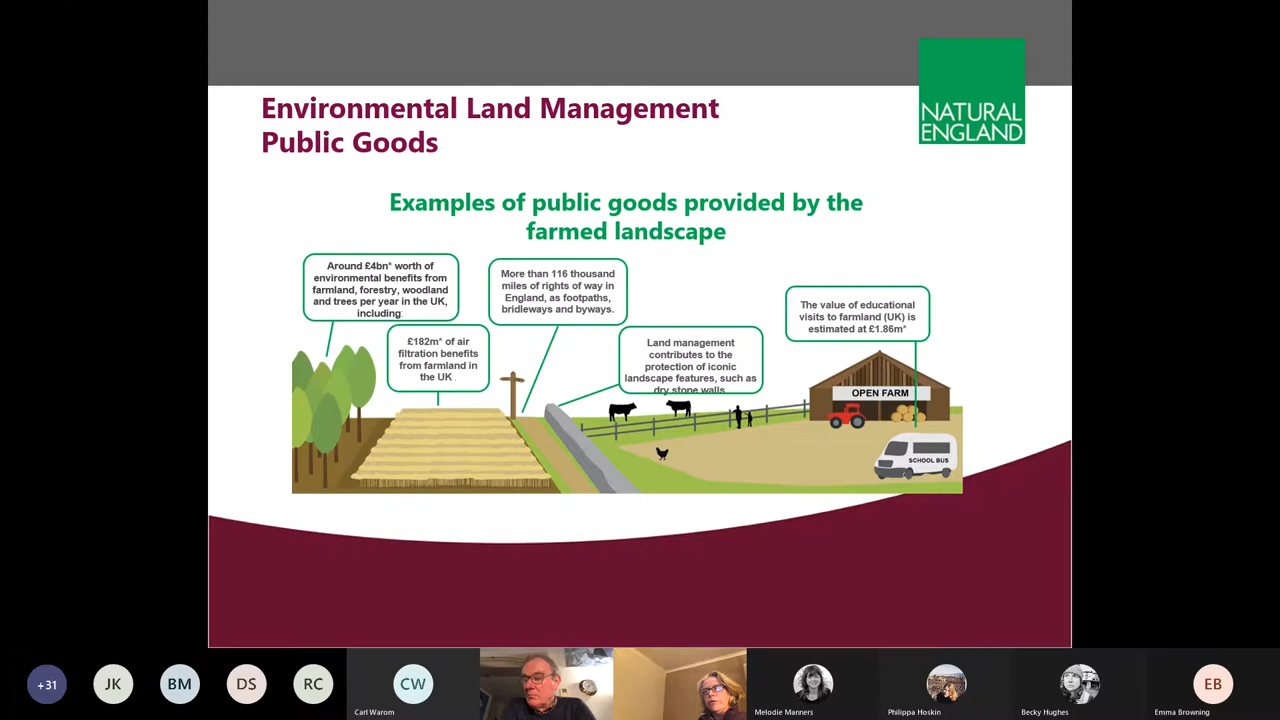 NATURAL
ENGLAND
Environmental Land Management
Public Goods
Examples of public goods provided by the
farmed landscape
Around £4bn* worth of
environmental benefits from
farmland, forestry, woodland
and trees per year in the UK,
including
£182m* of air
filtration benefits
from farmland in
the UK
More than 116 thousand
miles of rights of way in
England, as footpaths,
bridleways and byways.
Land management
contributes to the
protection of iconic
landscape features, such as
dry stone walls
The value of educational
visits to farmland (UK) is
estimated at £1.86m*
OPEN FARM
SCHOOL BUS
+31
JK
BM
DS
RC
CW
EB
Carl Warom
Melodie Manners
Philippa Hoskin
Becky Hughes
Emma Browning